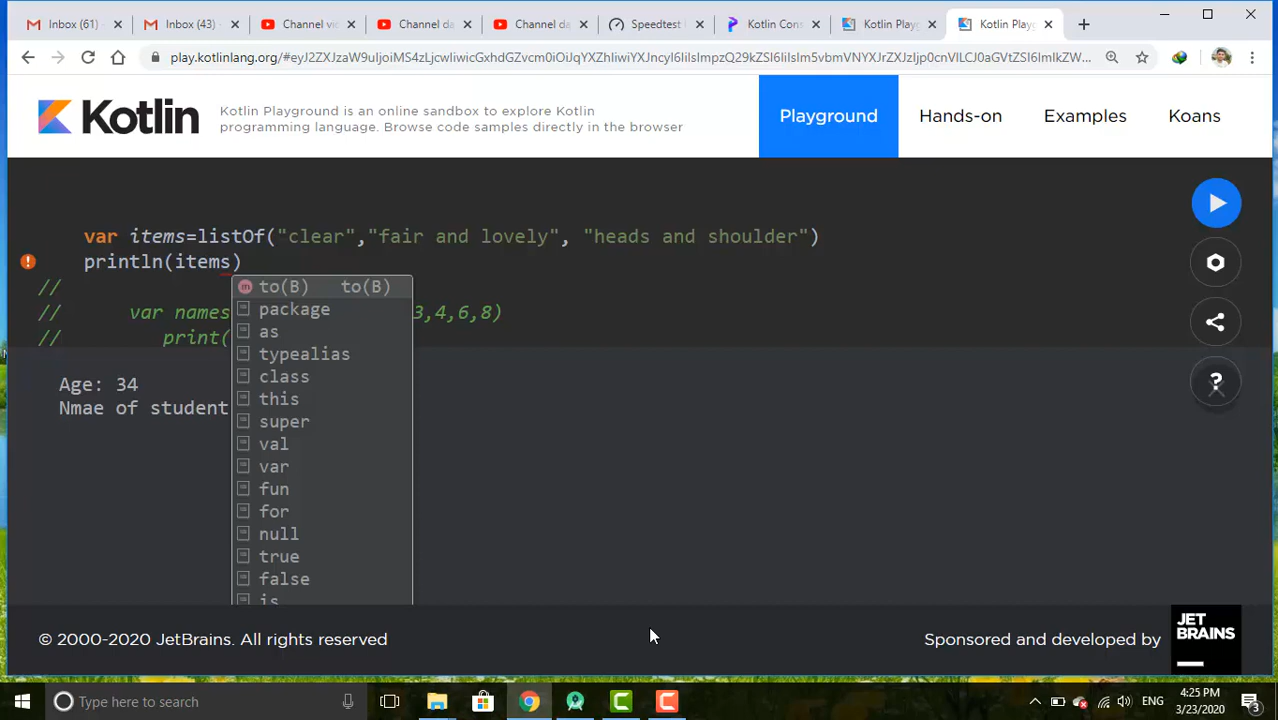 Inbox (61)
Inbox (43) -
Channel vi
Channel da
Channel da
Speedtest
Kotlin Cons
Kotlin Play
Kotlin Play
play.kotlinlang.org/
Kotlin
Kotlin Playground is an online sandbox to explore Kotlin
programming language. Browse code samples directly in the browser
Playground
Hands-on
Examples
Koans
var items=listOf("clear","fair and lovely", "heads and shoulder")
println(items)
//
// var names 3,4,6,8)
// print(
to(B) to(B)
package
as
typealias
class
this
super
val
var
fun
for
null
true
false
is
Age: 34
Nmae of student
?
© 2000-2020 JetBrains. All rights reserved
Sponsored and developed by
JET
BRAINS
Type here to search
ENG
4:25 PM
3/23/2020
3